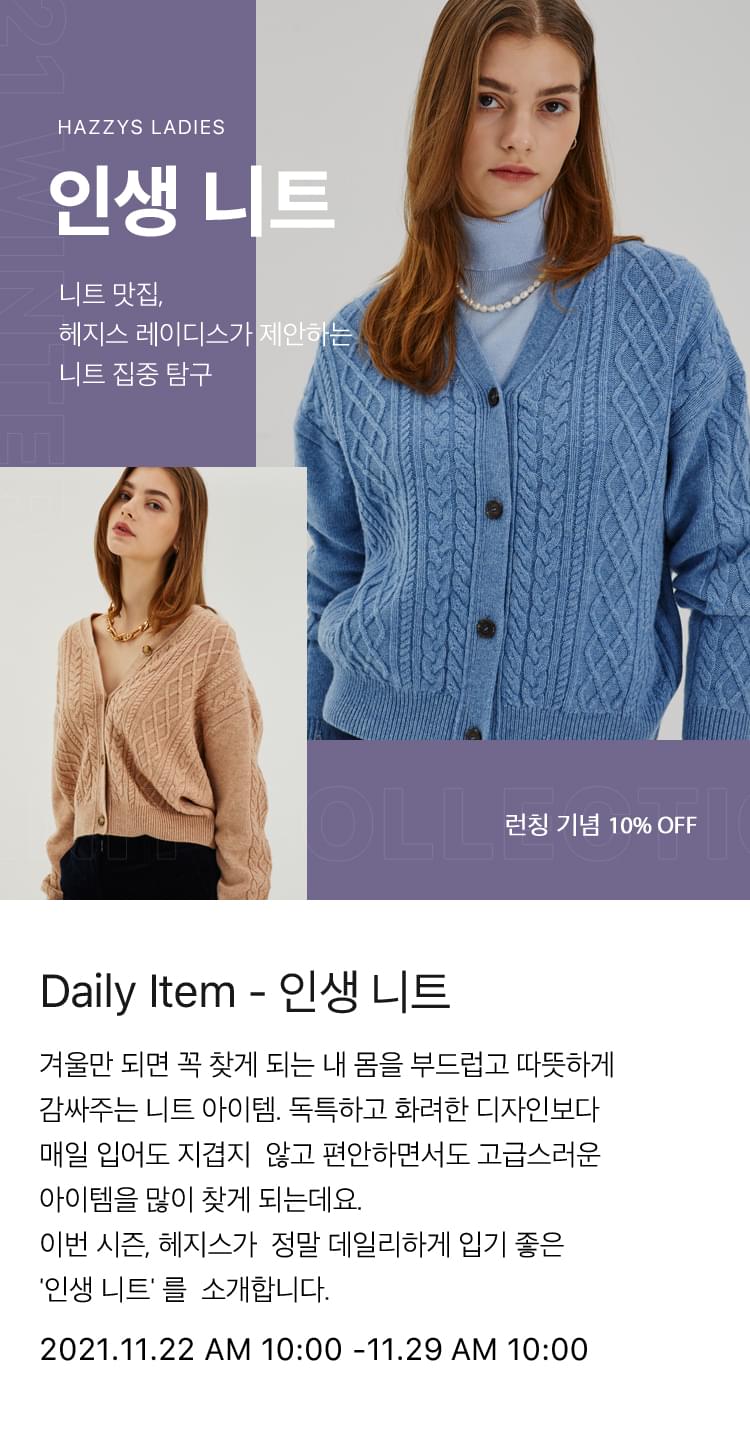 HAZZYS LADIES
인생 니트
니트 맛집,
헤지스 레이디스가 제안하는
니트 집중 탐구
런칭 기념 10% OFF
Daily Item - 인생 니트
겨울만 되면 꼭 찾게 되는 내 몸을 부드럽고 따뜻하게
감싸주는 니트 아이템. 독특하고 화려한 디자인보다
매일 입어도 지겹지  않고 편안하면서도 고급스러운
아이템을 많이 찾게 되는데요.
이번 시즌, 헤지스가  정말 데일리하게 입기 좋은
'인생 니트' 를  소개합니다.
2021.11.22 AM 10:00 -11.29 AM 10:00